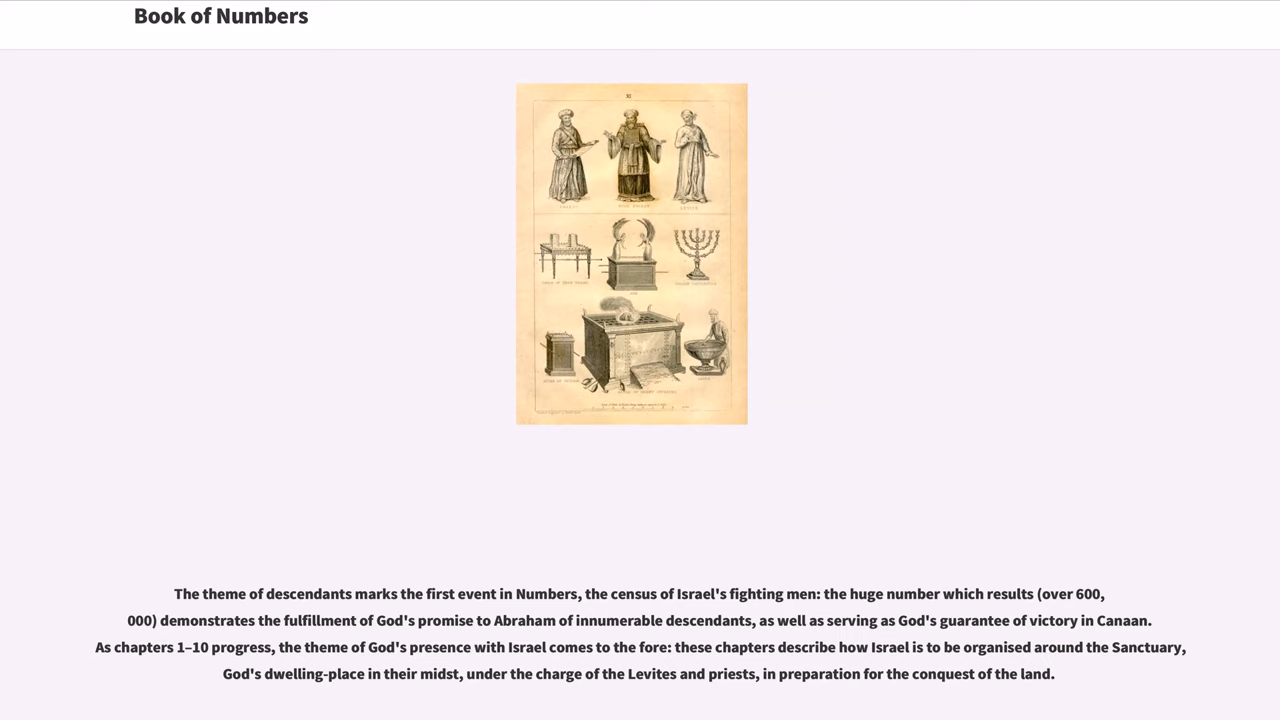 Book of Numbers
The theme of descendants marks the first event in Numbers, the census of Israel's fighting men: the huge number which results (over 600,
000) demonstrates the fulfillment of God's promise to Abraham of innumerable descendants, as well as serving as God's guarantee of victory in Canaan.
As chapters 1–10 progress, the theme of God's presence with Israel comes to the fore: these chapters describe how Israel is to be organised around the Sanctuary,
God's dwelling-place in their midst, under the charge of the Levites and priests, in preparation for the conquest of the land.